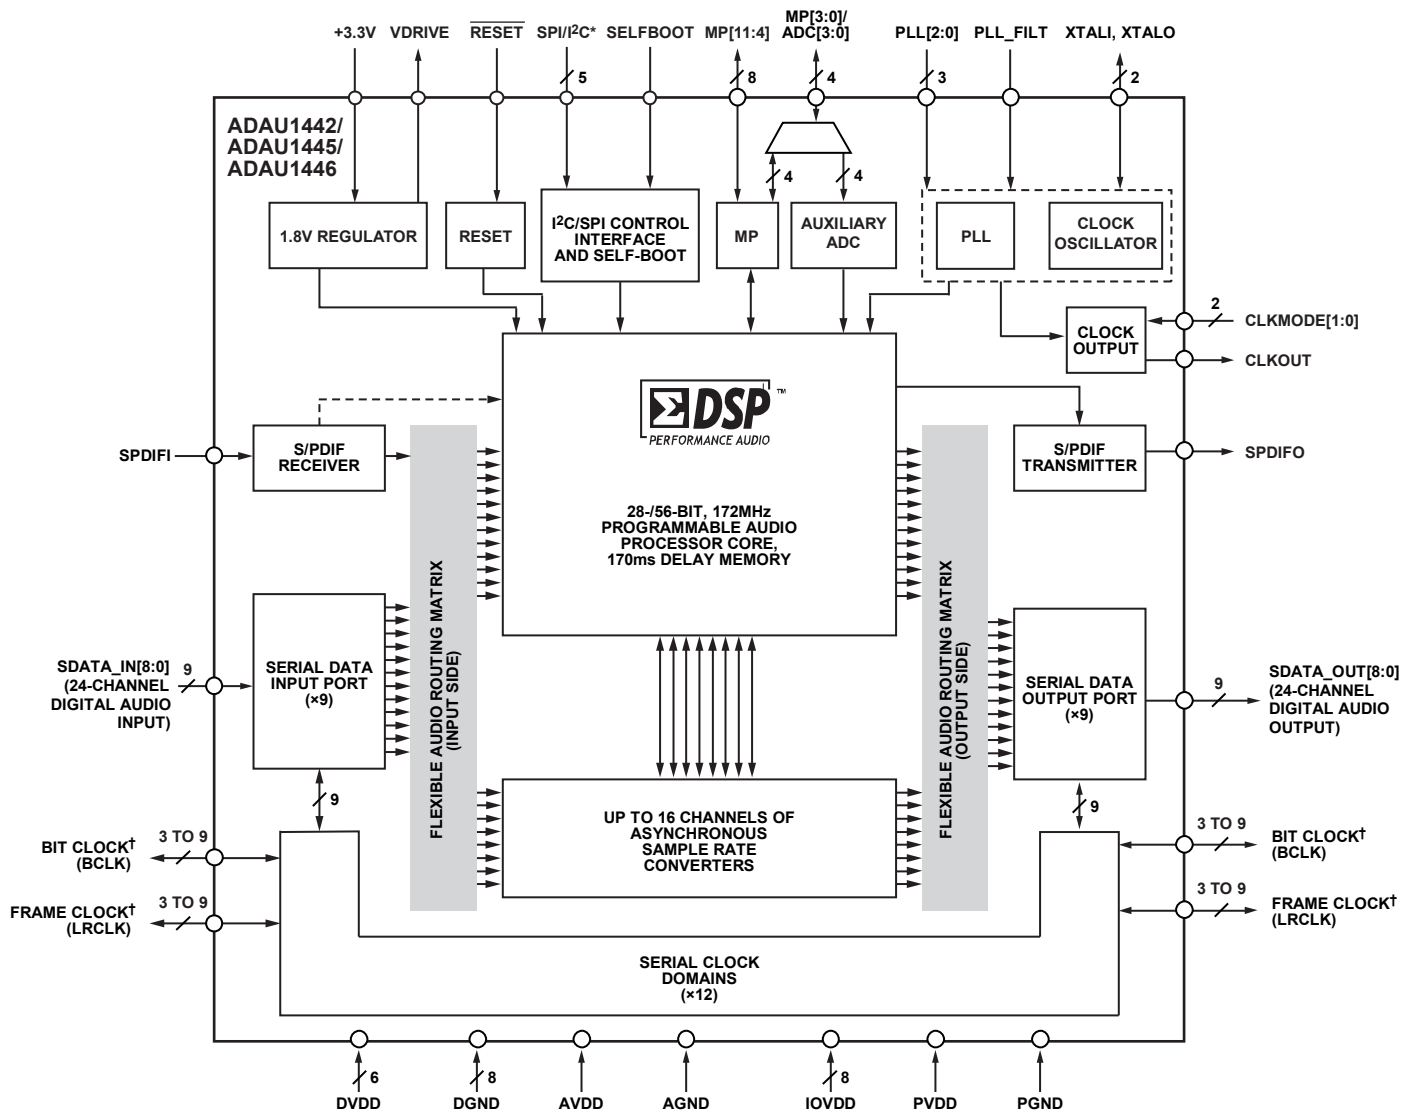 MP[3:0]/
ADC[3:0]
+3.3V VDRIVE RESET SPI/I²C* SELFBOOT MP[11:4] PLL[2:0] PLL_FILT XTALI, XTALO
5 8 4 3 2
ADAU1442/
ADAU1445/
ADAU1446
4 4
1.8V REGULATOR
RESET
I²C/SPI CONTROL
INTERFACE
AND SELF-BOOT
MP
AUXILIARY
ADC
PLL
CLOCK
OSCILLATOR
2
CLKMODE[1:0]
CLOCK
OUTPUT
CLKOUT
ΣDSP™
PERFORMANCE AUDIO
SPDIFI
S/PDIF
RECEIVER
S/PDIF
TRANSMITTER
SPDIFO
28-/56-BIT, 172MHz
PROGRAMMABLE AUDIO
PROCESSOR CORE,
170ms DELAY MEMORY
FLEXIBLE AUDIO ROUTING MATRIX
(INPUT SIDE)
FLEXIBLE AUDIO ROUTING MATRIX
(OUTPUT SIDE)
SDATA_IN[8:0]
(24-CHANNEL
DIGITAL AUDIO
INPUT)
9
SERIAL DATA
INPUT PORT
(×9)
SERIAL DATA
OUTPUT PORT
(×9)
9
SDATA_OUT[8:0]
(24-CHANNEL
DIGITAL AUDIO
OUTPUT)
9
9
UP TO 16 CHANNELS OF
ASYNCHRONOUS
SAMPLE RATE
CONVERTERS
BIT CLOCK†
(BCLK)
3 TO 9
3 TO 9
BIT CLOCK†
(BCLK)
FRAME CLOCK†
(LRCLK)
3 TO 9
3 TO 9
FRAME CLOCK†
(LRCLK)
SERIAL CLOCK
DOMAINS
(×12)
6 8 8
DVDD DGND AVDD AGND IOVDD PVDD PGND